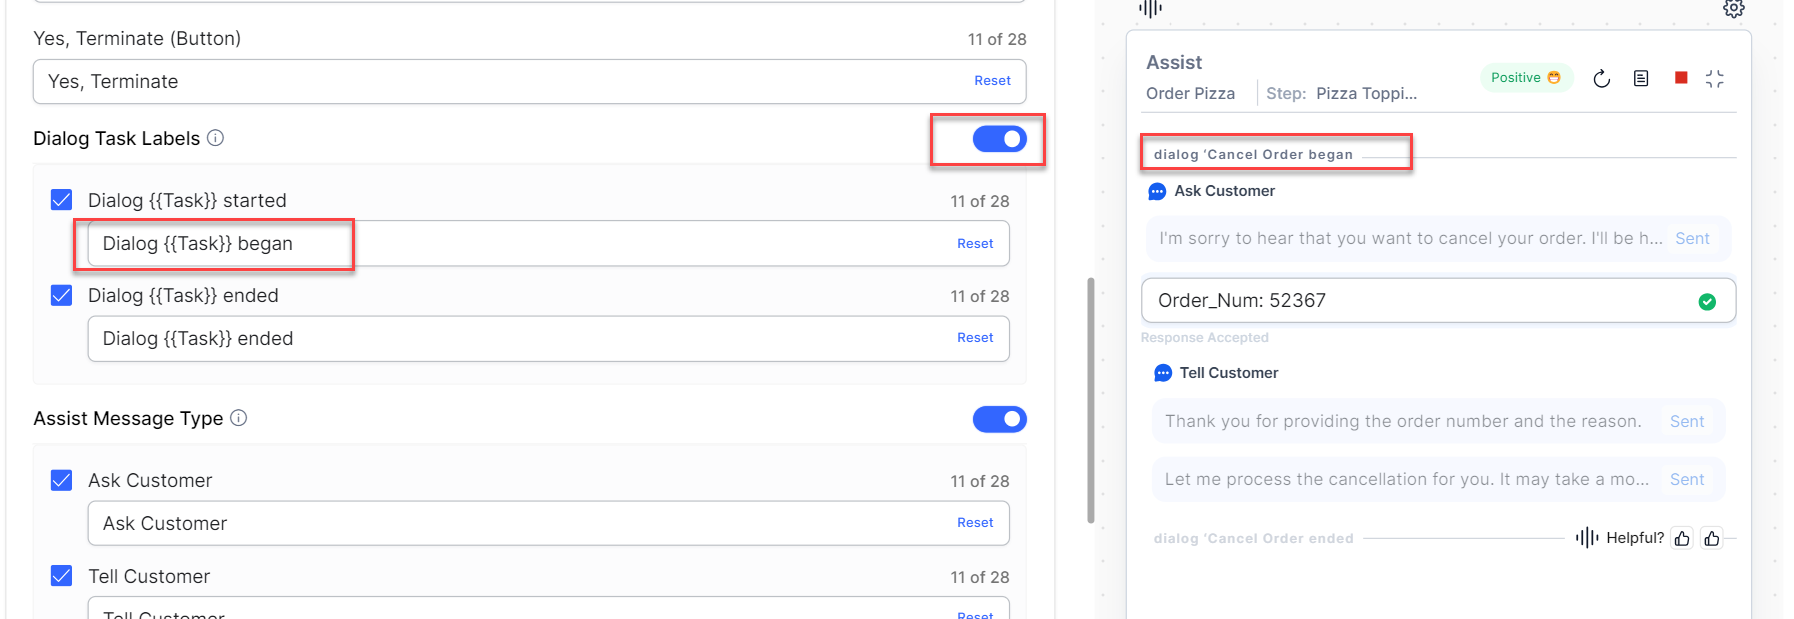 Yes, Terminate (Button)
11 of 28
Yes, Terminate
Reset
Dialog Task Labels
Dialog {{Task}} started
11 of 28
Dialog {{Task}} began
Reset
Dialog {{Task}} ended
11 of 28
Dialog {{Task}} ended
Reset
Assist Message Type
Ask Customer
11 of 28
Ask Customer
Reset
Tell Customer
11 of 28
Tell Customer
Reset
Assist
Order Pizza
Step: Pizza Toppi...
Positive
dialog ‘Cancel Order began
Ask Customer
I'm sorry to hear that you want to cancel your order. I'll be h...
Sent
Order_Num: 52367
Response Accepted
Tell Customer
Thank you for providing the order number and the reason.
Sent
Let me process the cancellation for you. It may take a mo...
Sent
dialog ‘Cancel Order ended
Helpful?